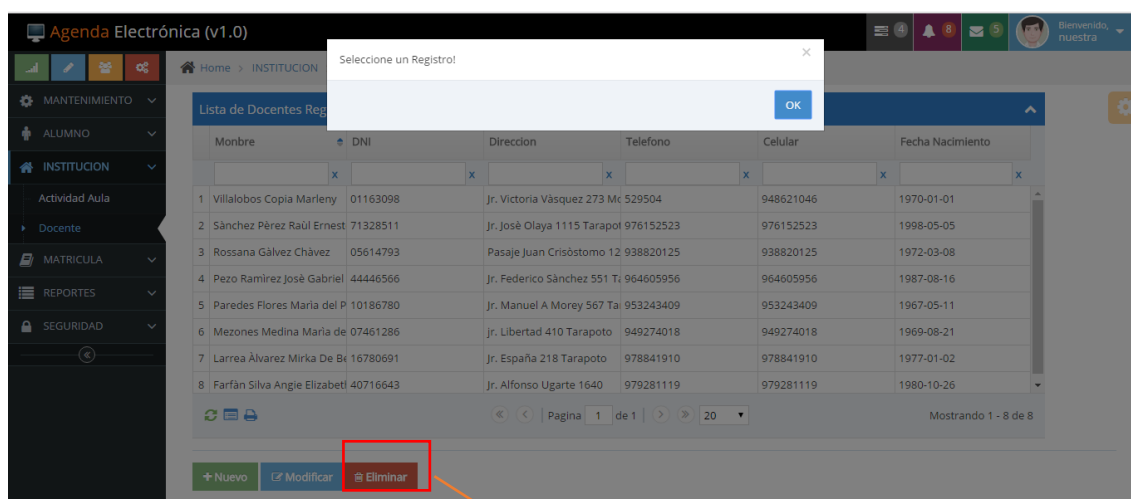 Agenda Electrónica (v1.0)
4
8
5
Bienvenido,
nuestra
Home > INSTITUCION
Seleccione un Registro!
×
OK
MANTENIMIENTO
ALUMNO
INSTITUCION
Actividad Aula
Docente
MATRICULA
REPORTES
SEGURIDAD
Lista de Docentes Reg
Monbre DNI Direccion Telefono Celular Fecha Nacimiento
x x x x x x
1 Villalobos Copia Marleny 01163098 Jr. Victoria Vàsquez 273 Mo 529504 948621046 1970-01-01
2 Sànchez Pèrez Raùl Ernest 71328511 Jr. Josè Olaya 1115 Tarapot 976152523 976152523 1998-05-05
3 Rossana Gàlvez Chàvez 05614793 Pasaje Juan Crisòstomo 12 938820125 938820125 1972-03-08
4 Pezo Ramìrez Josè Gabriel 44446566 Jr. Federico Sànchez 551 Ta 964605956 964605956 1987-08-16
5 Paredes Flores Marìa del P 10186780 Jr. Manuel A Morey 567 Ta 953243409 953243409 1967-05-11
6 Mezones Medina Marìa de 07461286 jr. Libertad 410 Tarapoto 949274018 949274018 1969-08-21
7 Larrea Àlvarez Mirka De Be 16780691 Jr. España 218 Tarapoto 978841910 978841910 1977-01-02
8 Farfàn Silva Angie Elizabetl 40716643 Jr. Alfonso Ugarte 1640 979281119 979281119 1980-10-26
Pagina 1 de 1 20
Mostrando 1 - 8 de 8
+Nuevo Modificar Eliminar